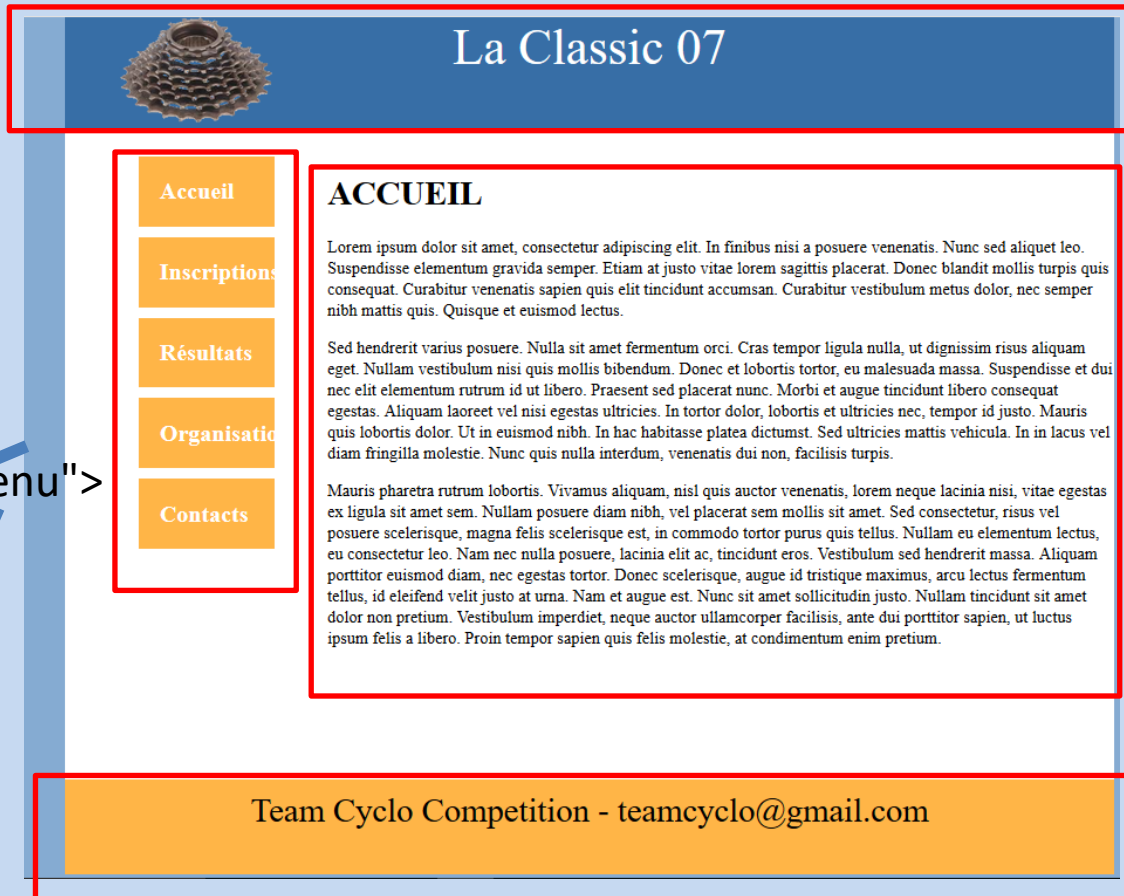 La Classic 07
Accueil
Inscriptions
Résultats
Organisatio
enu">
Contacts
ACCUEIL
Lorem ipsum dolor sit amet, consectetur adipiscing elit. In finibus nisi a posuere venenatis. Nunc sed aliquet leo.
Suspendisse elementum gravida semper. Etiam at justo vitae lorem sagittis placerat. Donec blandit mollis turpis quis
consequat. Curabitur venenatis sapien quis elit tincidunt accumsan. Curabitur vestibulum metus dolor, nec semper
nibh mattis quis. Quisque et euismod lectus.
Sed hendrerit varius posuere. Nulla sit amet fermentum orci. Cras tempor ligula nulla, ut dignissim risus aliquam
eget. Nullam vestibulum nisi quis mollis bibendum. Donec et lobortis tortor, eu malesuada massa. Suspendisse et dui
nec elit elementum rutrum id ut libero. Praesent sed placerat nunc. Morbi et augue tincidunt libero consequat
egestas. Aliquam laoreet vel nisi egestas ultricies. In tortor dolor, lobortis et ultricies nec, tempor id justo. Mauris
quis lobortis dolor. Ut in euismod nibh. In hac habitasse platea dictumst. Sed ultricies mattis vehicula. In in lacus vel
diam fringilla molestie. Nunc quis nulla interdum, venenatis dui non, facilisis turpis.
Mauris pharetra rutrum lobortis. Vivamus aliquam, nisl quis auctor venenatis, lorem neque lacinia nisi, vitae egestas
ex ligula sit amet sem. Nullam posuere diam nibh, vel placerat sem mollis sit amet. Sed consectetur, risus vel
posuere scelerisque, magna felis scelerisque est, in commodo tortor purus quis tellus. Nullam eu elementum lectus,
eu consectetur leo. Nam nec nulla posuere, lacinia elit ac, tincidunt eros. Vestibulum sed hendrerit massa. Aliquam
porttitor euismod diam, nec egestas tortor. Donec scelerisque, augue id tristique maximus, arcu lectus fermentum
tellus, id eleifend velit justo at urna. Nam et augue est. Nunc sit amet sollicitudin justo. Nullam tincidunt sit amet
dolor non pretium. Vestibulum imperdiet, neque auctor ullamcorper facilisis, ante dui porttitor sapien, ut luctus
ipsum felis a libero. Proin tempor sapien quis felis molestie, at condimentum enim pretium.
Team Cyclo Competition - teamcyclo@gmail.com